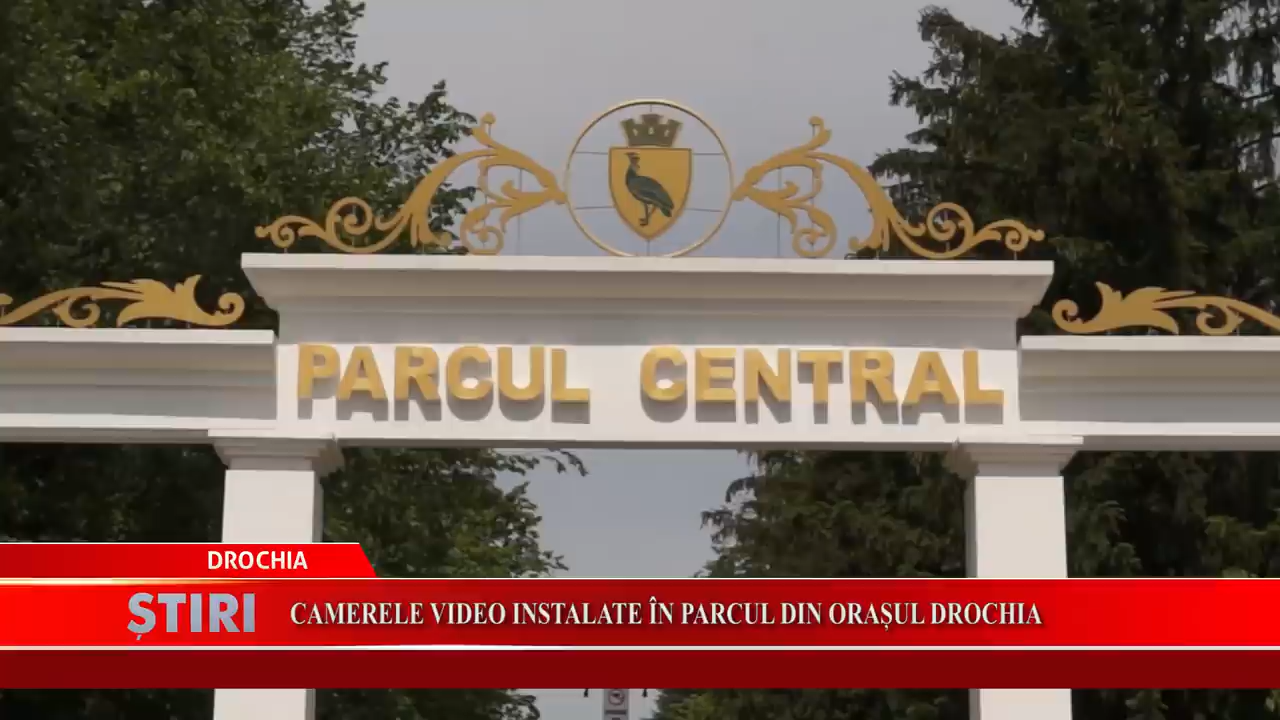 PARCUL CENTRAL
DROCHIA
ȘTIRI
CAMERELE VIDEO INSTALATE ÎN PARCUL DIN ORAȘUL DROCHIA